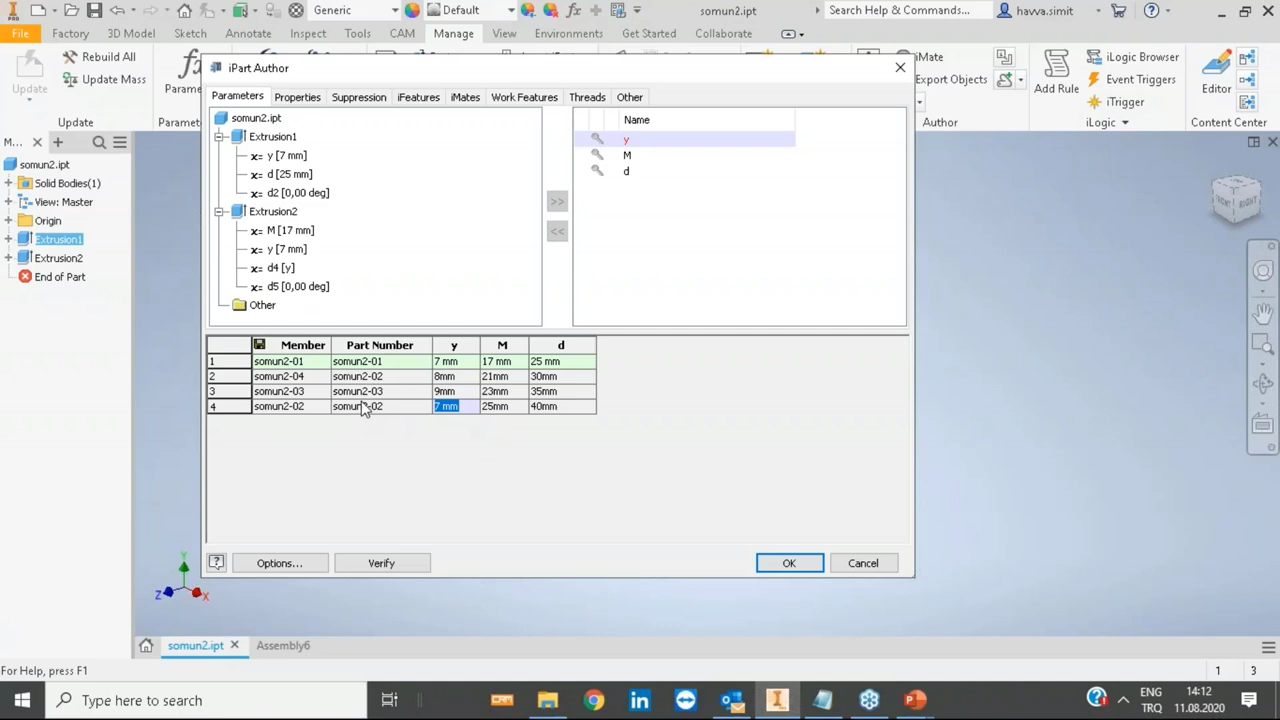 Generic
Default
somun2.ipt
Search Help & Commands...
havva.simit
File
Factory
3D Model
Sketch
Annotate
Inspect
Tools
CAM
Manage
View
Environments
Get Started
Collaborate
Update
Rebuild All
Update Mass
Update
iPart Author
iMate
Export Objects
Author
Add Rule
iLogic Browser
Event Triggers
iTrigger
iLogic
Editor
Content Center
M...
somun2.ipt
Solid Bodies(1)
View: Master
Origin
Extrusion1
Extrusion2
End of Part
Parameters
Properties
Suppression
iFeatures
iMates
Work Features
Threads
Other
somun2.ipt
Extrusion1
x= y [7 mm]
x= d [25 mm]
x= d2 [0,00 deg]
Extrusion2
x= M [17 mm]
x= y [7 mm]
x= d4 [y]
x= d5 [0,00 deg]
Other
>>
<<
Name
y
M
d
Member Part Number y M d
1 somun2-01 somun2-01 7 mm 17 mm 25 mm
2 somun2-04 somun2-02 8mm 21mm 30mm
3 somun2-03 somun2-03 9mm 23mm 35mm
4 somun2-02 somun2-02 7 mm 25mm 40mm
Options...
Verify
OK
Cancel
FRONT
RIGHT
Y
Z
X
somun2.ipt
Assembly6
For Help, press F1
1
3
Type here to search
ENG
TRQ
14:12
11.08.2020